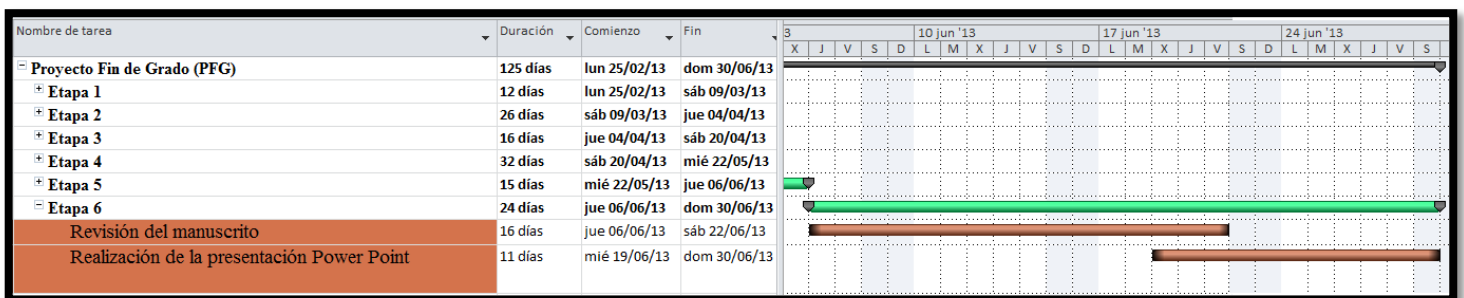 Nombre de tarea Duración Comienzo Fin 3 10 jun '13 17 jun '13 24 jun '13
X J V S D L M X J V S D L M X J V S D L M X J V S
Proyecto Fin de Grado (PFG) 125 días lun 25/02/13 dom 30/06/13
Etapa 1 12 días lun 25/02/13 sáb 09/03/13
Etapa 2 26 días sáb 09/03/13 jue 04/04/13
Etapa 3 16 días jue 04/04/13 sáb 20/04/13
Etapa 4 32 días sáb 20/04/13 mié 22/05/13
Etapa 5 15 días mié 22/05/13 jue 06/06/13
Etapa 6 24 días jue 06/06/13 dom 30/06/13
Revisión del manuscrito 16 días jue 06/06/13 sáb 22/06/13
Realización de la presentación Power Point 11 días mié 19/06/13 dom 30/06/13